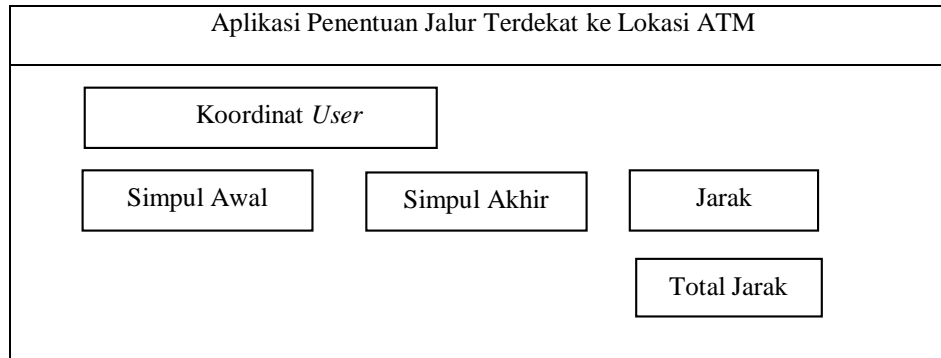 Aplikasi Penentuan Jalur Terdekat ke Lokasi ATM
Koordinat User
Simpul Awal
Simpul Akhir
Jarak
Total Jarak